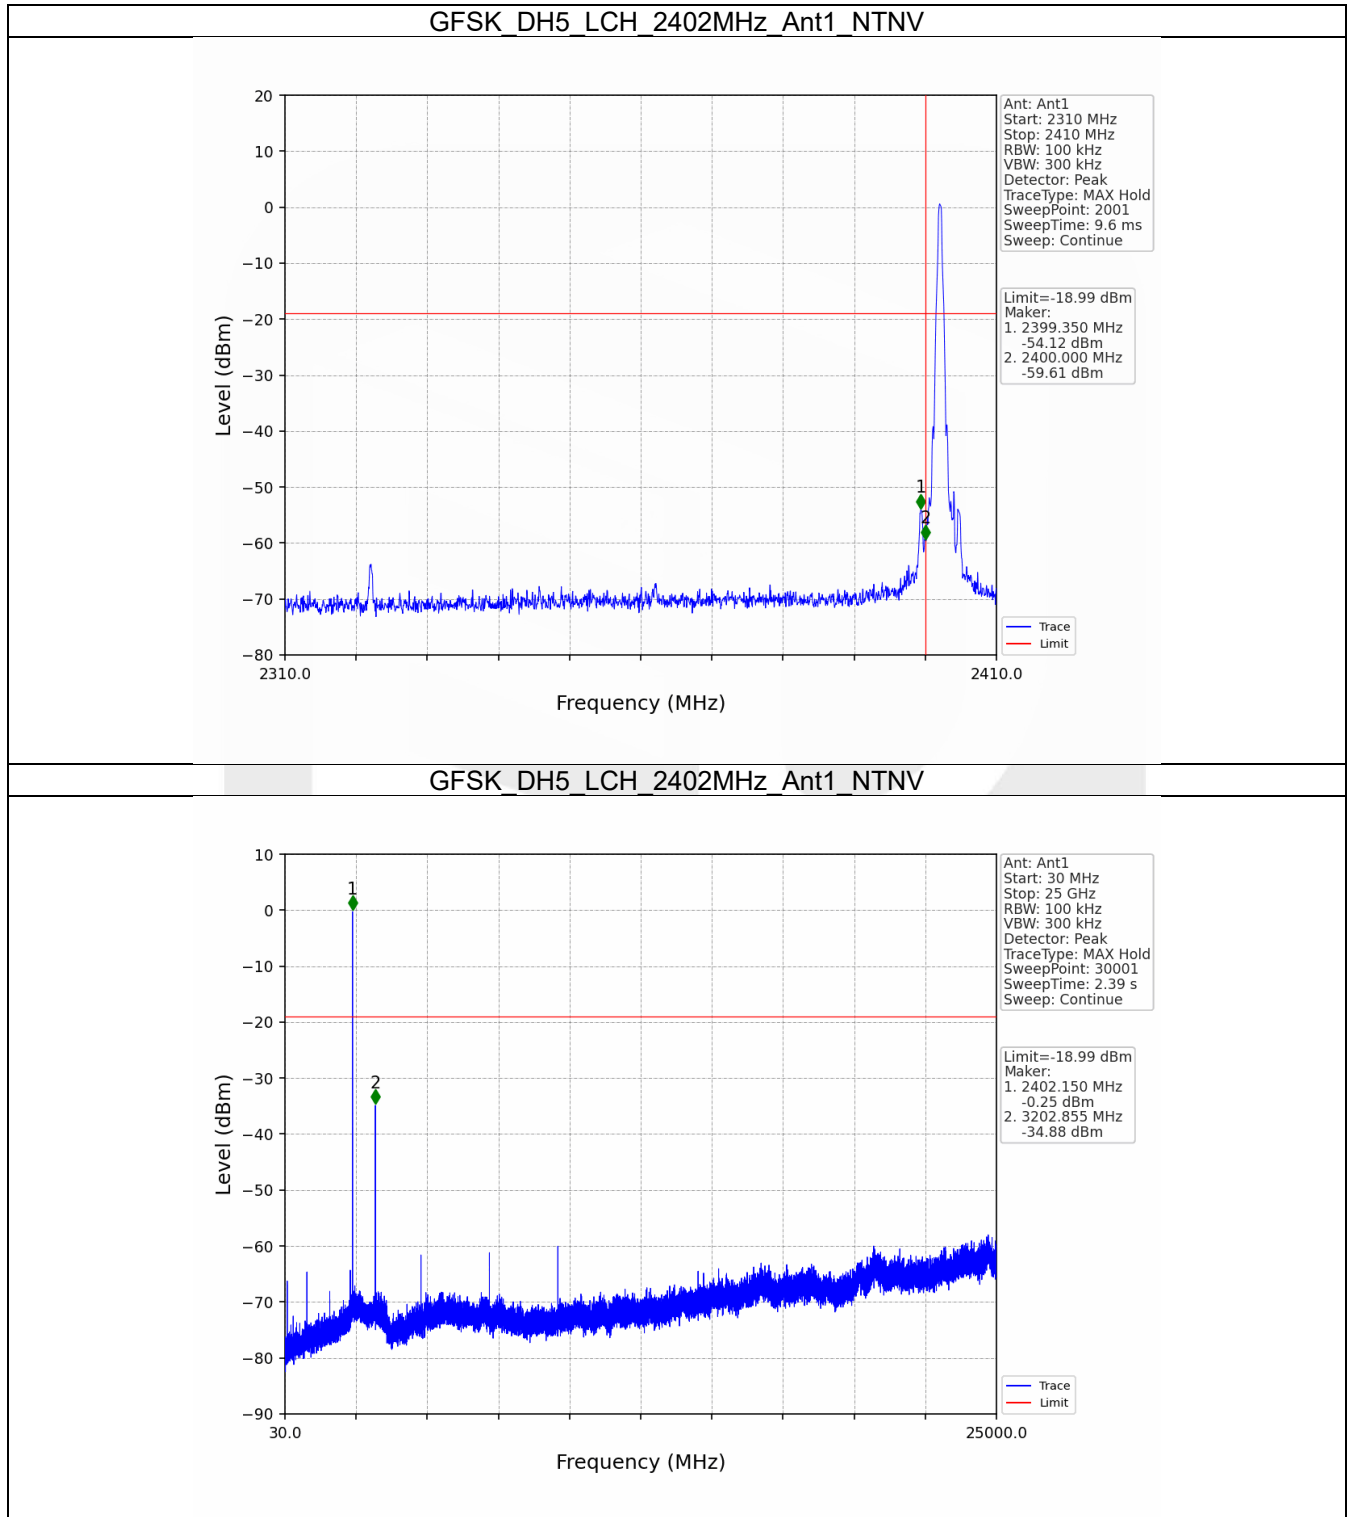 GFSK_DH5_LCH_2402MHz_Ant1_NTNV
20
10
0
−10
−20
−30
−40
−50
−60
−70
−80
Level (dBm)
2310.0
2410.0
Frequency (MHz)
1
2
Ant: Ant1
Start: 2310 MHz
Stop: 2410 MHz
RBW: 100 kHz
VBW: 300 kHz
Detector: Peak
TraceType: MAX Hold
SweepPoint: 2001
SweepTime: 9.6 ms
Sweep: Continue
Limit=-18.99 dBm
Maker:
1. 2399.350 MHz
-54.12 dBm
2. 2400.000 MHz
-59.61 dBm
Trace
Limit
GFSK_DH5_LCH_2402MHz_Ant1_NTNV
10
0
−10
−20
−30
−40
−50
−60
−70
−80
−90
Level (dBm)
30.0
25000.0
Frequency (MHz)
1
2
Ant: Ant1
Start: 30 MHz
Stop: 25 GHz
RBW: 100 kHz
VBW: 300 kHz
Detector: Peak
TraceType: MAX Hold
SweepPoint: 30001
SweepTime: 2.39 s
Sweep: Continue
Limit=-18.99 dBm
Maker:
1. 2402.150 MHz
-0.25 dBm
2. 3202.855 MHz
-34.88 dBm
Trace
Limit